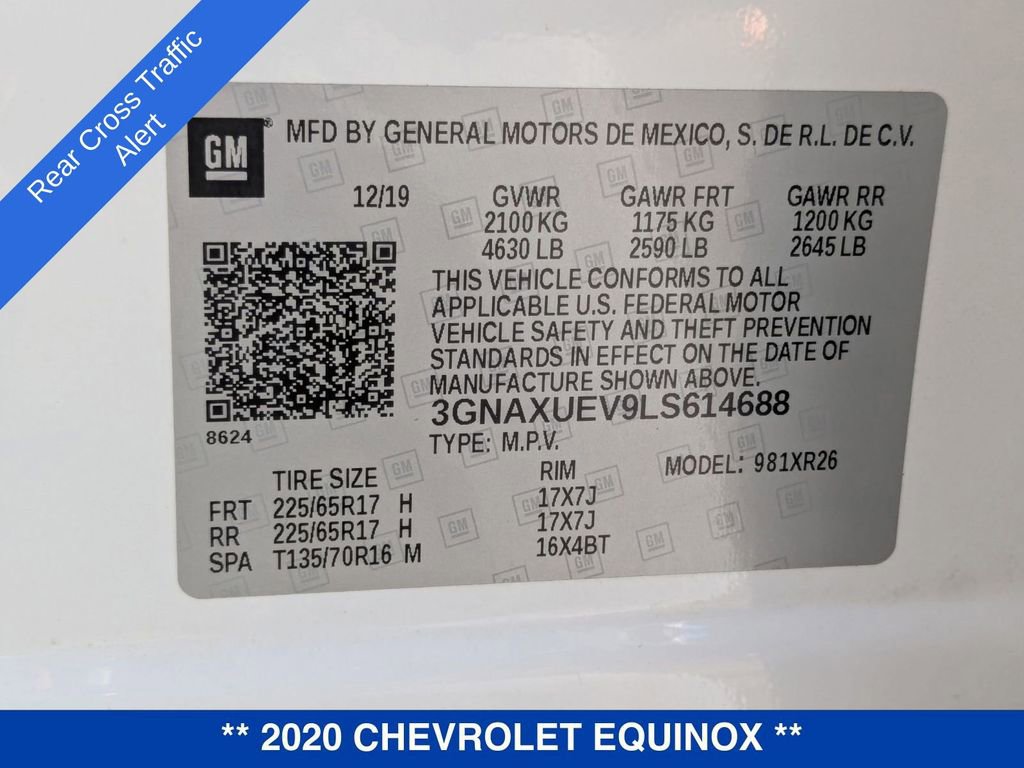 Rear Cross Traffic
Alert
GM
MFD BY GENERAL MOTORS DE MEXICO, S. DE R.L. DE C.V.
12/19 GVWR GAWR FRT GAWR RR
2100 KG 1175 KG 1200 KG
4630 LB 2590 LB 2645 LB
THIS VEHICLE CONFORMS TO ALL
APPLICABLE U.S. FEDERAL MOTOR
VEHICLE SAFETY AND THEFT PREVENTION
STANDARDS IN EFFECT ON THE DATE OF
MANUFACTURE SHOWN ABOVE.
3GNAXUEV9LS614688
8624
TYPE: M.P.V.
TIRE SIZE RIM MODEL: 981XR26
FRT 225/65R17 H 17X7J
RR 225/65R17 H 17X7J
SPA T135/70R16 M 16X4BT
** 2020 CHEVROLET EQUINOX **